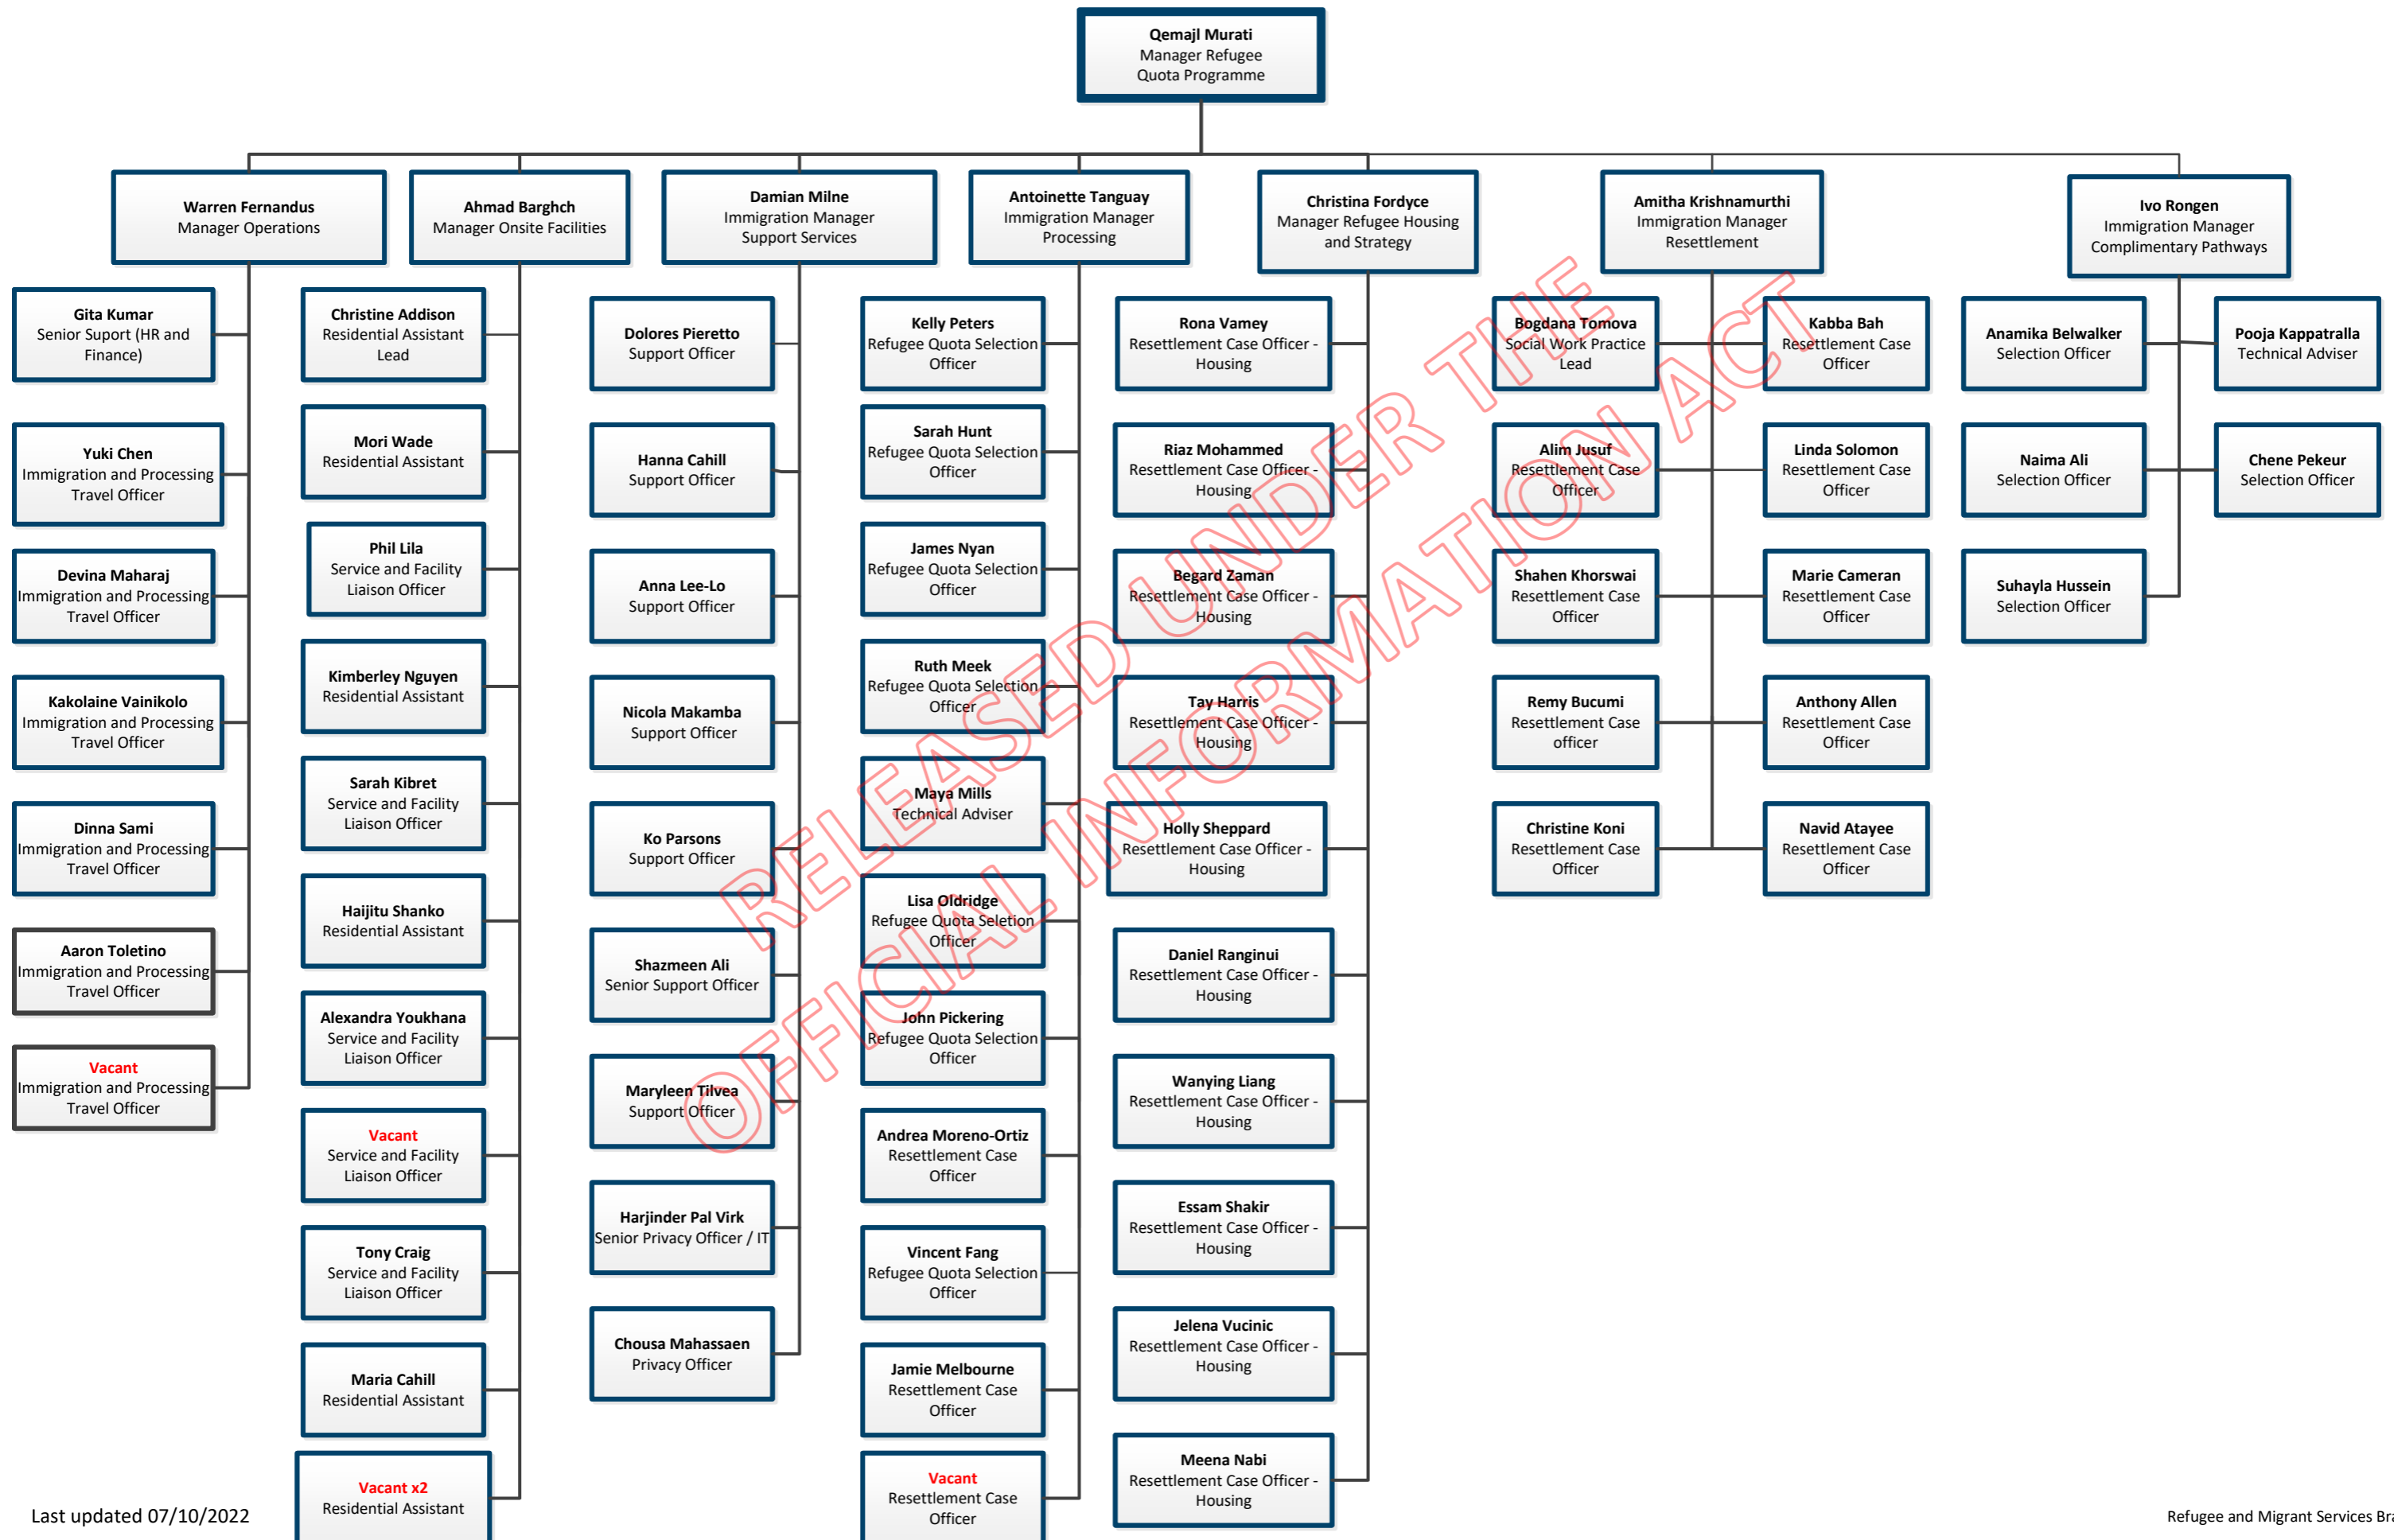 Qemajl Murati
Manager Refugee
Quota Programme
Warren Fernandus
Manager Operations
Ahmad Barghch
Manager Onsite Facilities
Damian Milne
Immigration Manager
Support Services
Antoinette Tanguay
Immigration Manager
Processing
Christina Fordyce
Manager Refugee Housing
and Strategy
Amitha Krishnamurthi
Immigration Manager
Resettlement
Ivo Rongen
Immigration Manager
Complimentary Pathways
Gita Kumar
Senior Suport (HR and
Finance)
Yuki Chen
Immigration and Processing
Travel Officer
Devina Maharaj
Immigration and Processing
Travel Officer
Kakolaine Vainikolo
Immigration and Processing
Travel Officer
Dinna Sami
Immigration and Processing
Travel Officer
Aaron Toletino
Immigration and Processing
Travel Officer
Vacant
Immigration and Processing
Travel Officer
Christine Addison
Residential Assistant
Lead
Mori Wade
Residential Assistant
Phil Lila
Service and Facility
Liaison Officer
Kimberley Nguyen
Residential Assistant
Sarah Kibret
Service and Facility
Liaison Officer
Haijitu Shanko
Residential Assistant
Alexandra Youkhana
Service and Facility
Liaison Officer
Vacant
Service and Facility
Liaison Officer
Tony Craig
Service and Facility
Liaison Officer
Maria Cahill
Residential Assistant
Vacant x2
Residential Assistant
Dolores Pieretto
Support Officer
Hanna Cahill
Support Officer
Anna Lee-Lo
Support Officer
Nicola Makamba
Support Officer
Ko Parsons
Support Officer
Shazmeen Ali
Senior Support Officer
Maryleen Tilvea
Support Officer
Harjinder Pal Virk
Senior Privacy Officer / IT
Chousa Mahassaen
Privacy Officer
Kelly Peters
Refugee Quota Selection
Officer
Sarah Hunt
Refugee Quota Selection
Officer
James Nyan
Refugee Quota Selection
Officer
Ruth Meek
Refugee Quota Selection
Officer
Maya Mills
Technical Adviser
Lisa Oldridge
Refugee Quota Seletion
Officer
John Pickering
Refugee Quota Selection
Officer
Andrea Moreno-Ortiz
Resettlement Case
Officer
Vincent Fang
Refugee Quota Selection
Officer
Jamie Melbourne
Resettlement Case
Officer
Vacant
Resettlement Case
Officer
Rona Vamey
Resettlement Case Officer -
Housing
Riaz Mohammed
Resettlement Case Officer -
Housing
Begard Zaman
Resettlement Case Officer -
Housing
Tay Harris
Resettlement Case Officer -
Housing
Holly Sheppard
Resettlement Case Officer -
Housing
Daniel Ranginui
Resettlement Case Officer -
Housing
Wanying Liang
Resettlement Case Officer -
Housing
Essam Shakir
Resettlement Case Officer -
Housing
Jelena Vucinic
Resettlement Case Officer -
Housing
Meena Nabi
Resettlement Case Officer -
Housing
Bogdana Tomova
Social Work Practice
Lead
Alim Jusuf
Resettlement Case
Officer
Shahen Khorswai
Resettlement Case
Officer
Remy Bucumi
Resettlement Case
officer
Christine Koni
Resettlement Case
Officer
Kabba Bah
Resettlement Case
Officer
Linda Solomon
Resettlement Case
Officer
Marie Cameran
Resettlement Case
Officer
Anthony Allen
Resettlement Case
Officer
Navid Atayee
Resettlement Case
Officer
Anamika Belwalker
Selection Officer
Naima Ali
Selection Officer
Suhayla Hussein
Selection Officer
Pooja Kappatralla
Technical Adviser
Chene Pekeur
Selection Officer
RELEASED UNDER THE
OFFICIAL INFORMATION ACT
Last updated 07/10/2022
Refugee and Migrant Services Bra